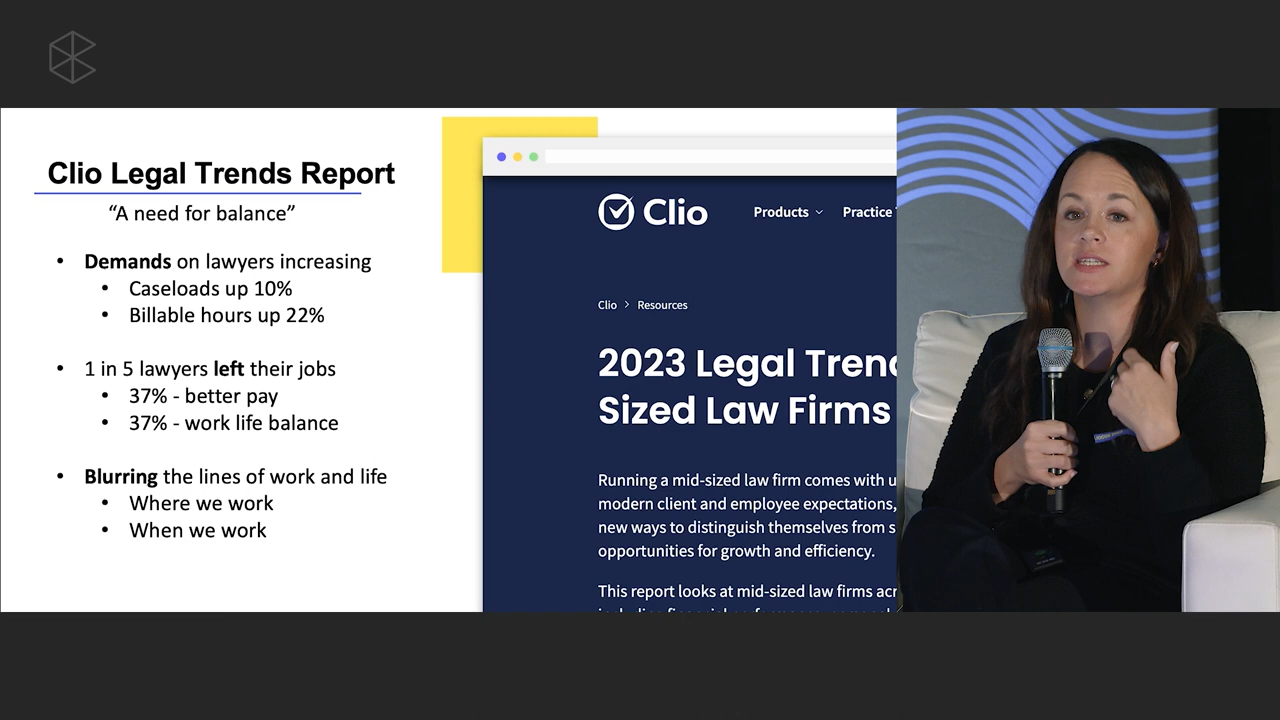 Clio Legal Trends Report
“A need for balance”
• Demands on lawyers increasing
• Caseloads up 10%
• Billable hours up 22%
• 1 in 5 lawyers left their jobs
• 37% - better pay
• 37% - work life balance
• Blurring the lines of work and life
• Where we work
• When we work
Clio
Products
Practice
Clio > Resources
2023 Legal Trend
Sized Law Firms
Running a mid-sized law firm comes with u
modern client and employee expectations,
new ways to distinguish themselves from s
opportunities for growth and efficiency.
This report looks at mid-sized law firms acr